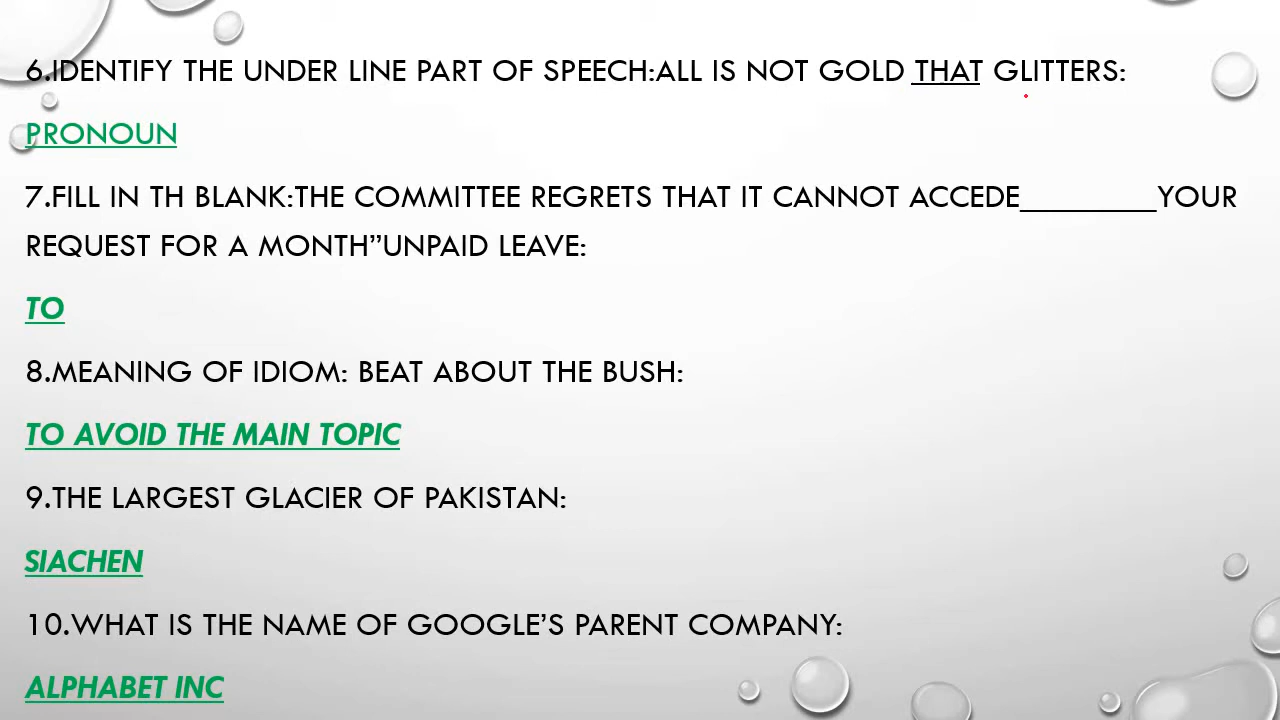 6.IDENTIFY THE UNDER LINE PART OF SPEECH:ALL IS NOT GOLD THAT GLITTERS:
PRONOUN
7.FILL IN TH BLANK:THE COMMITTEE REGRETS THAT IT CANNOT ACCEDE_________YOUR
REQUEST FOR A MONTH”UNPAID LEAVE:
TO
8.MEANING OF IDIOM: BEAT ABOUT THE BUSH:
TO AVOID THE MAIN TOPIC
9.THE LARGEST GLACIER OF PAKISTAN:
SIACHEN
10.WHAT IS THE NAME OF GOOGLE’S PARENT COMPANY:
ALPHABET INC